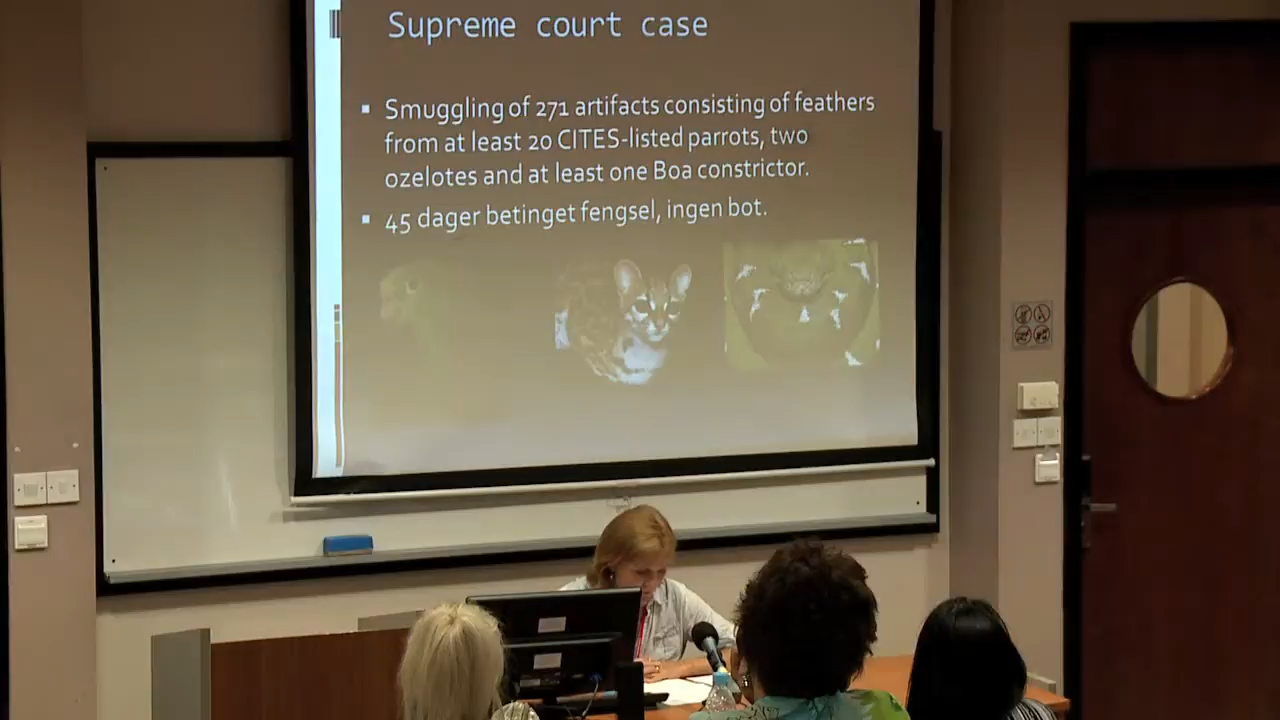 Supreme court case
Smuggling of 271 artifacts consisting of feathers
from at least 20 CITES-listed parrots, two
ozelotes and at least one Boa constrictor.
45 dager betinget fengsel, ingen bot.